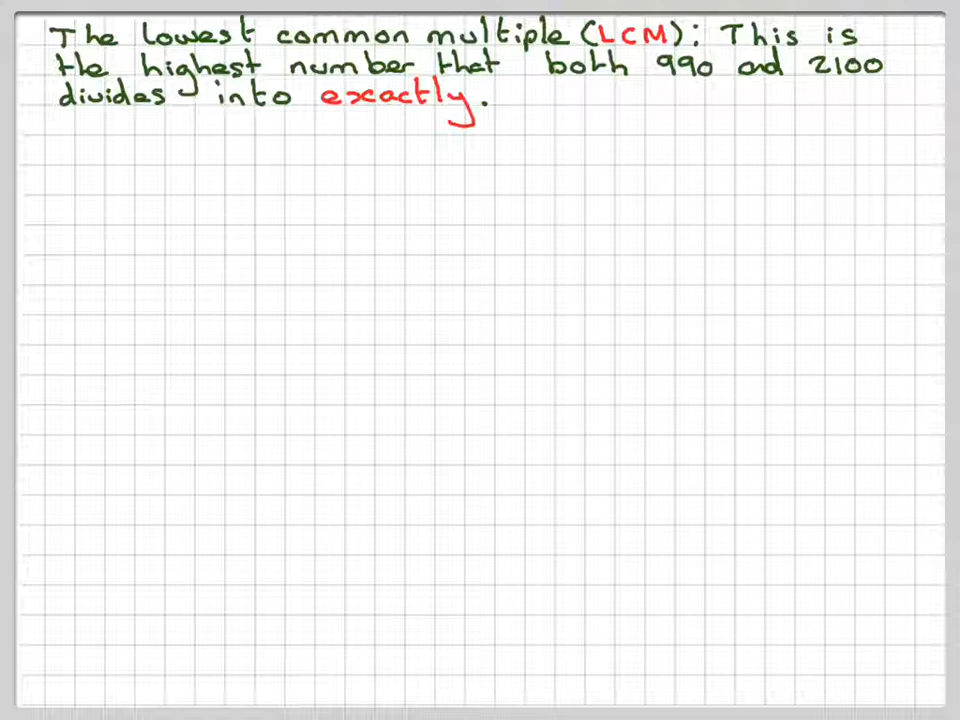 The lowest common multiple (LCM): This is
the highest number that both 990 and 2100
divides into exactly.